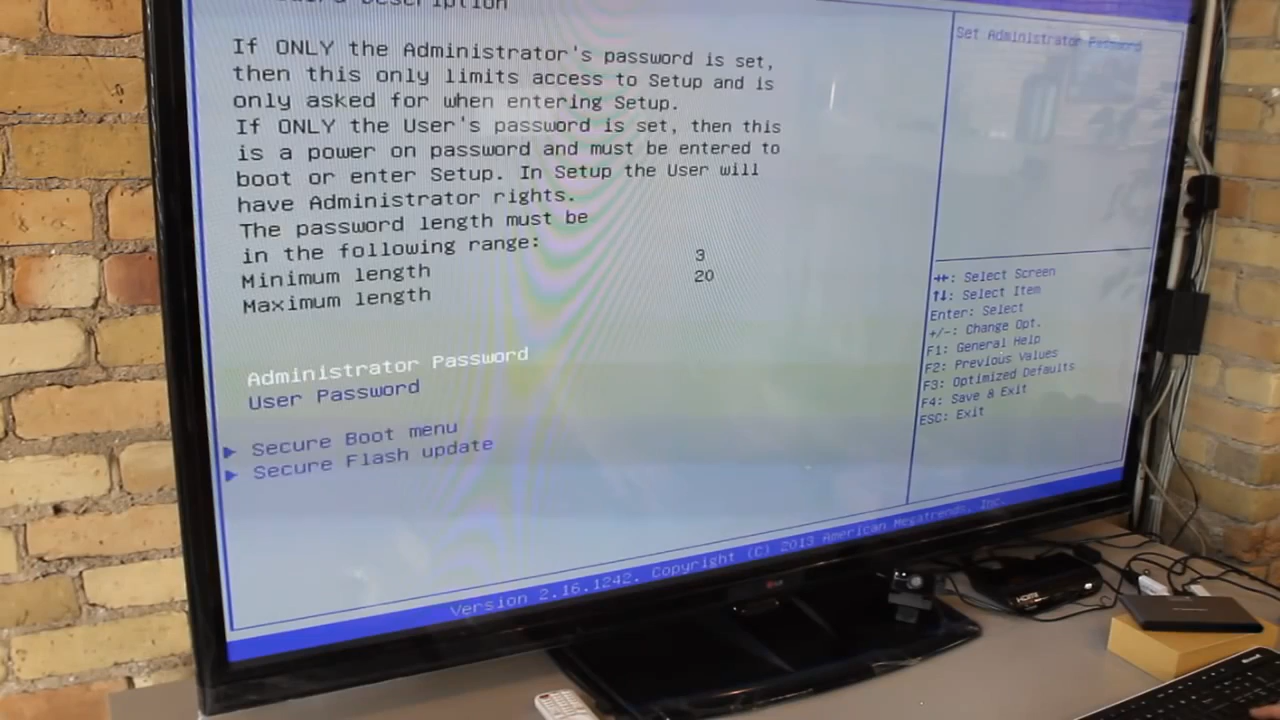 Description
If ONLY the Administrator's password is set,
then this only limits access to Setup and is
only asked for when entering Setup.
If ONLY the User's password is set, then this
is a power on password and must be entered to
boot or enter Setup. In Setup the User will
have Administrator rights.
The password length must be
in the following range:
Minimum length 3
Maximum length 20
Administrator Password
User Password
Secure Boot menu
Secure Flash update
Set Administrator Password
→←: Select Screen
↑↓: Select Item
Enter: Select
+/-: Change Opt.
F1: General Help
F2: Previous Values
F3: Optimized Defaults
F4: Save & Exit
ESC: Exit
Version 2.16.1242. Copyright (C) 2013 American Megatrends, Inc.
LG